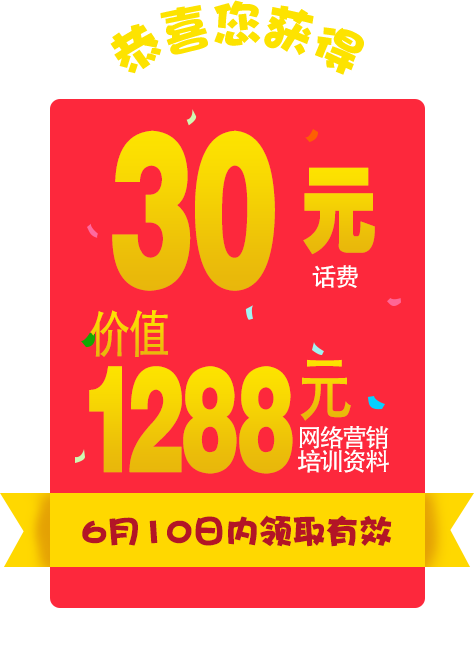 恭喜您获得
30元
话费
价值
1288元
网络营销
培训资料
6月10日内领取有效